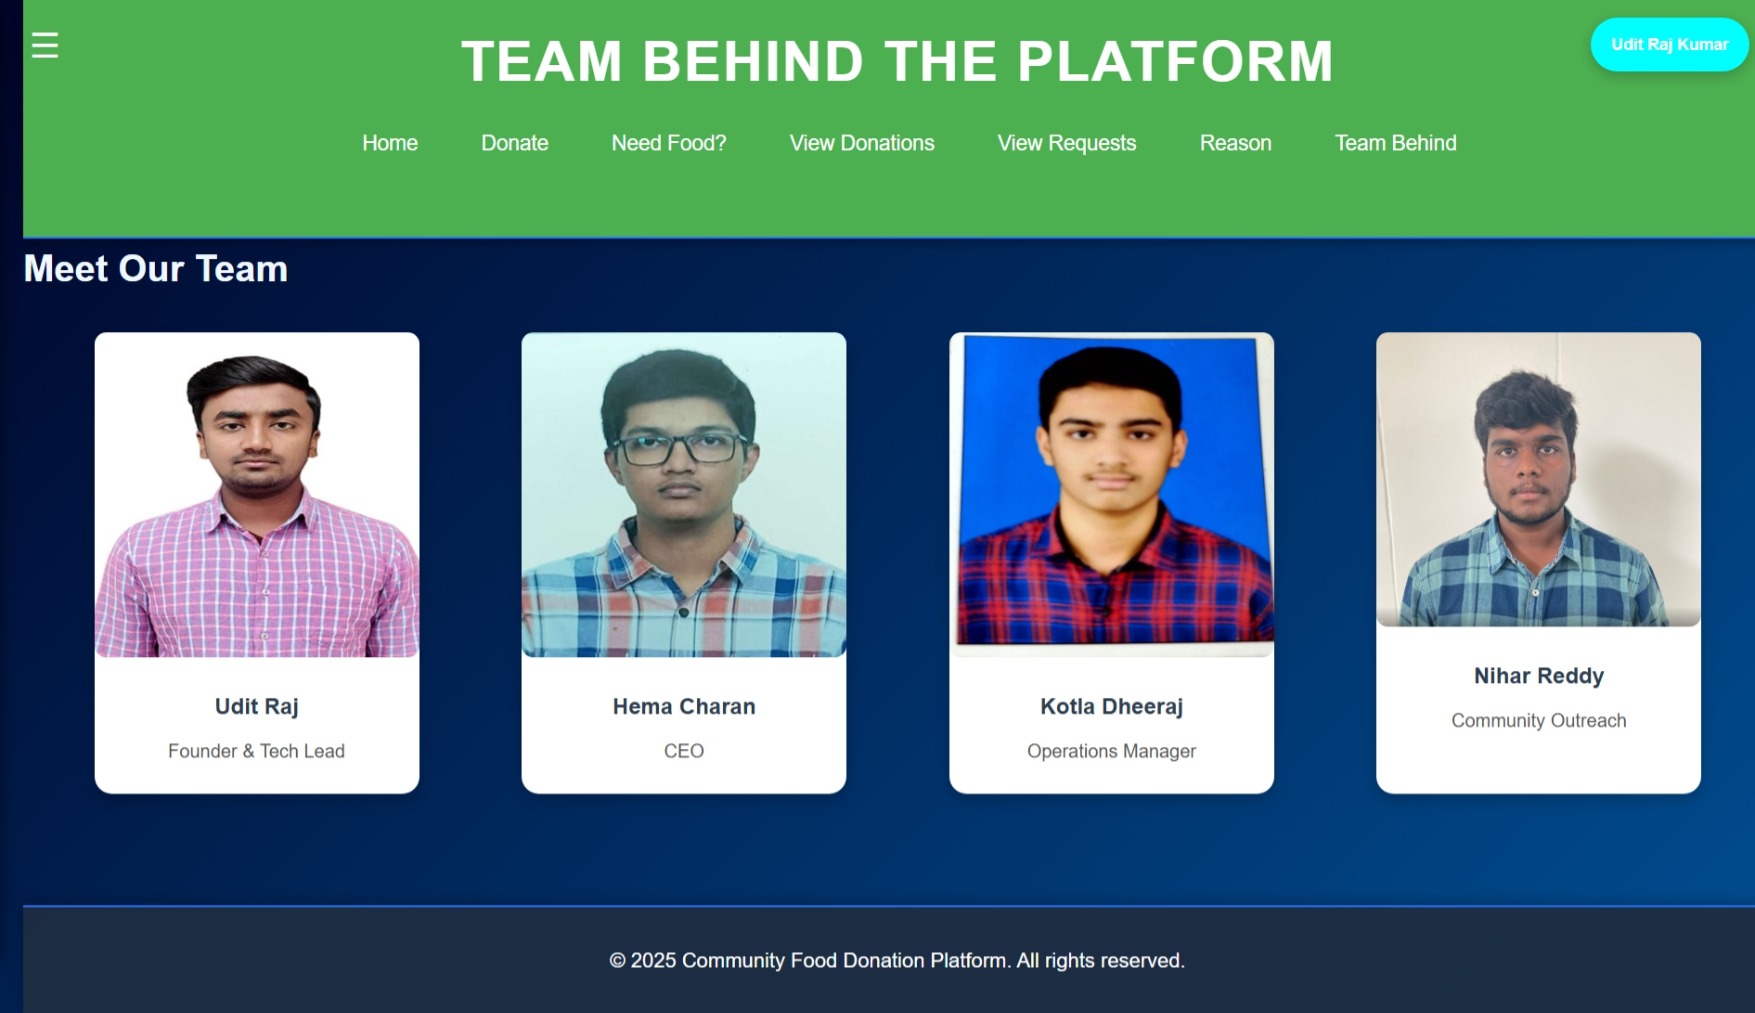 ☰
TEAM BEHIND THE PLATFORM
Udit Raj Kumar
Home Donate Need Food? View Donations View Requests Reason Team Behind
Meet Our Team
Udit Raj
Founder & Tech Lead
Hema Charan
CEO
Kotla Dheeraj
Operations Manager
Nihar Reddy
Community Outreach
© 2025 Community Food Donation Platform. All rights reserved.